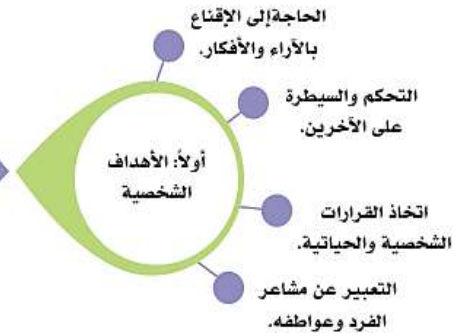 الحاجةإلى الإقناع
بالآراء والأفكار.
التحكم والسيطرة
على الآخرين.
أولاً: الأهداف
الشخصية
اتخاذ القرارات
الشخصية والحياتية.
التعبير عن مشاعر
الفرد وعواطفه.